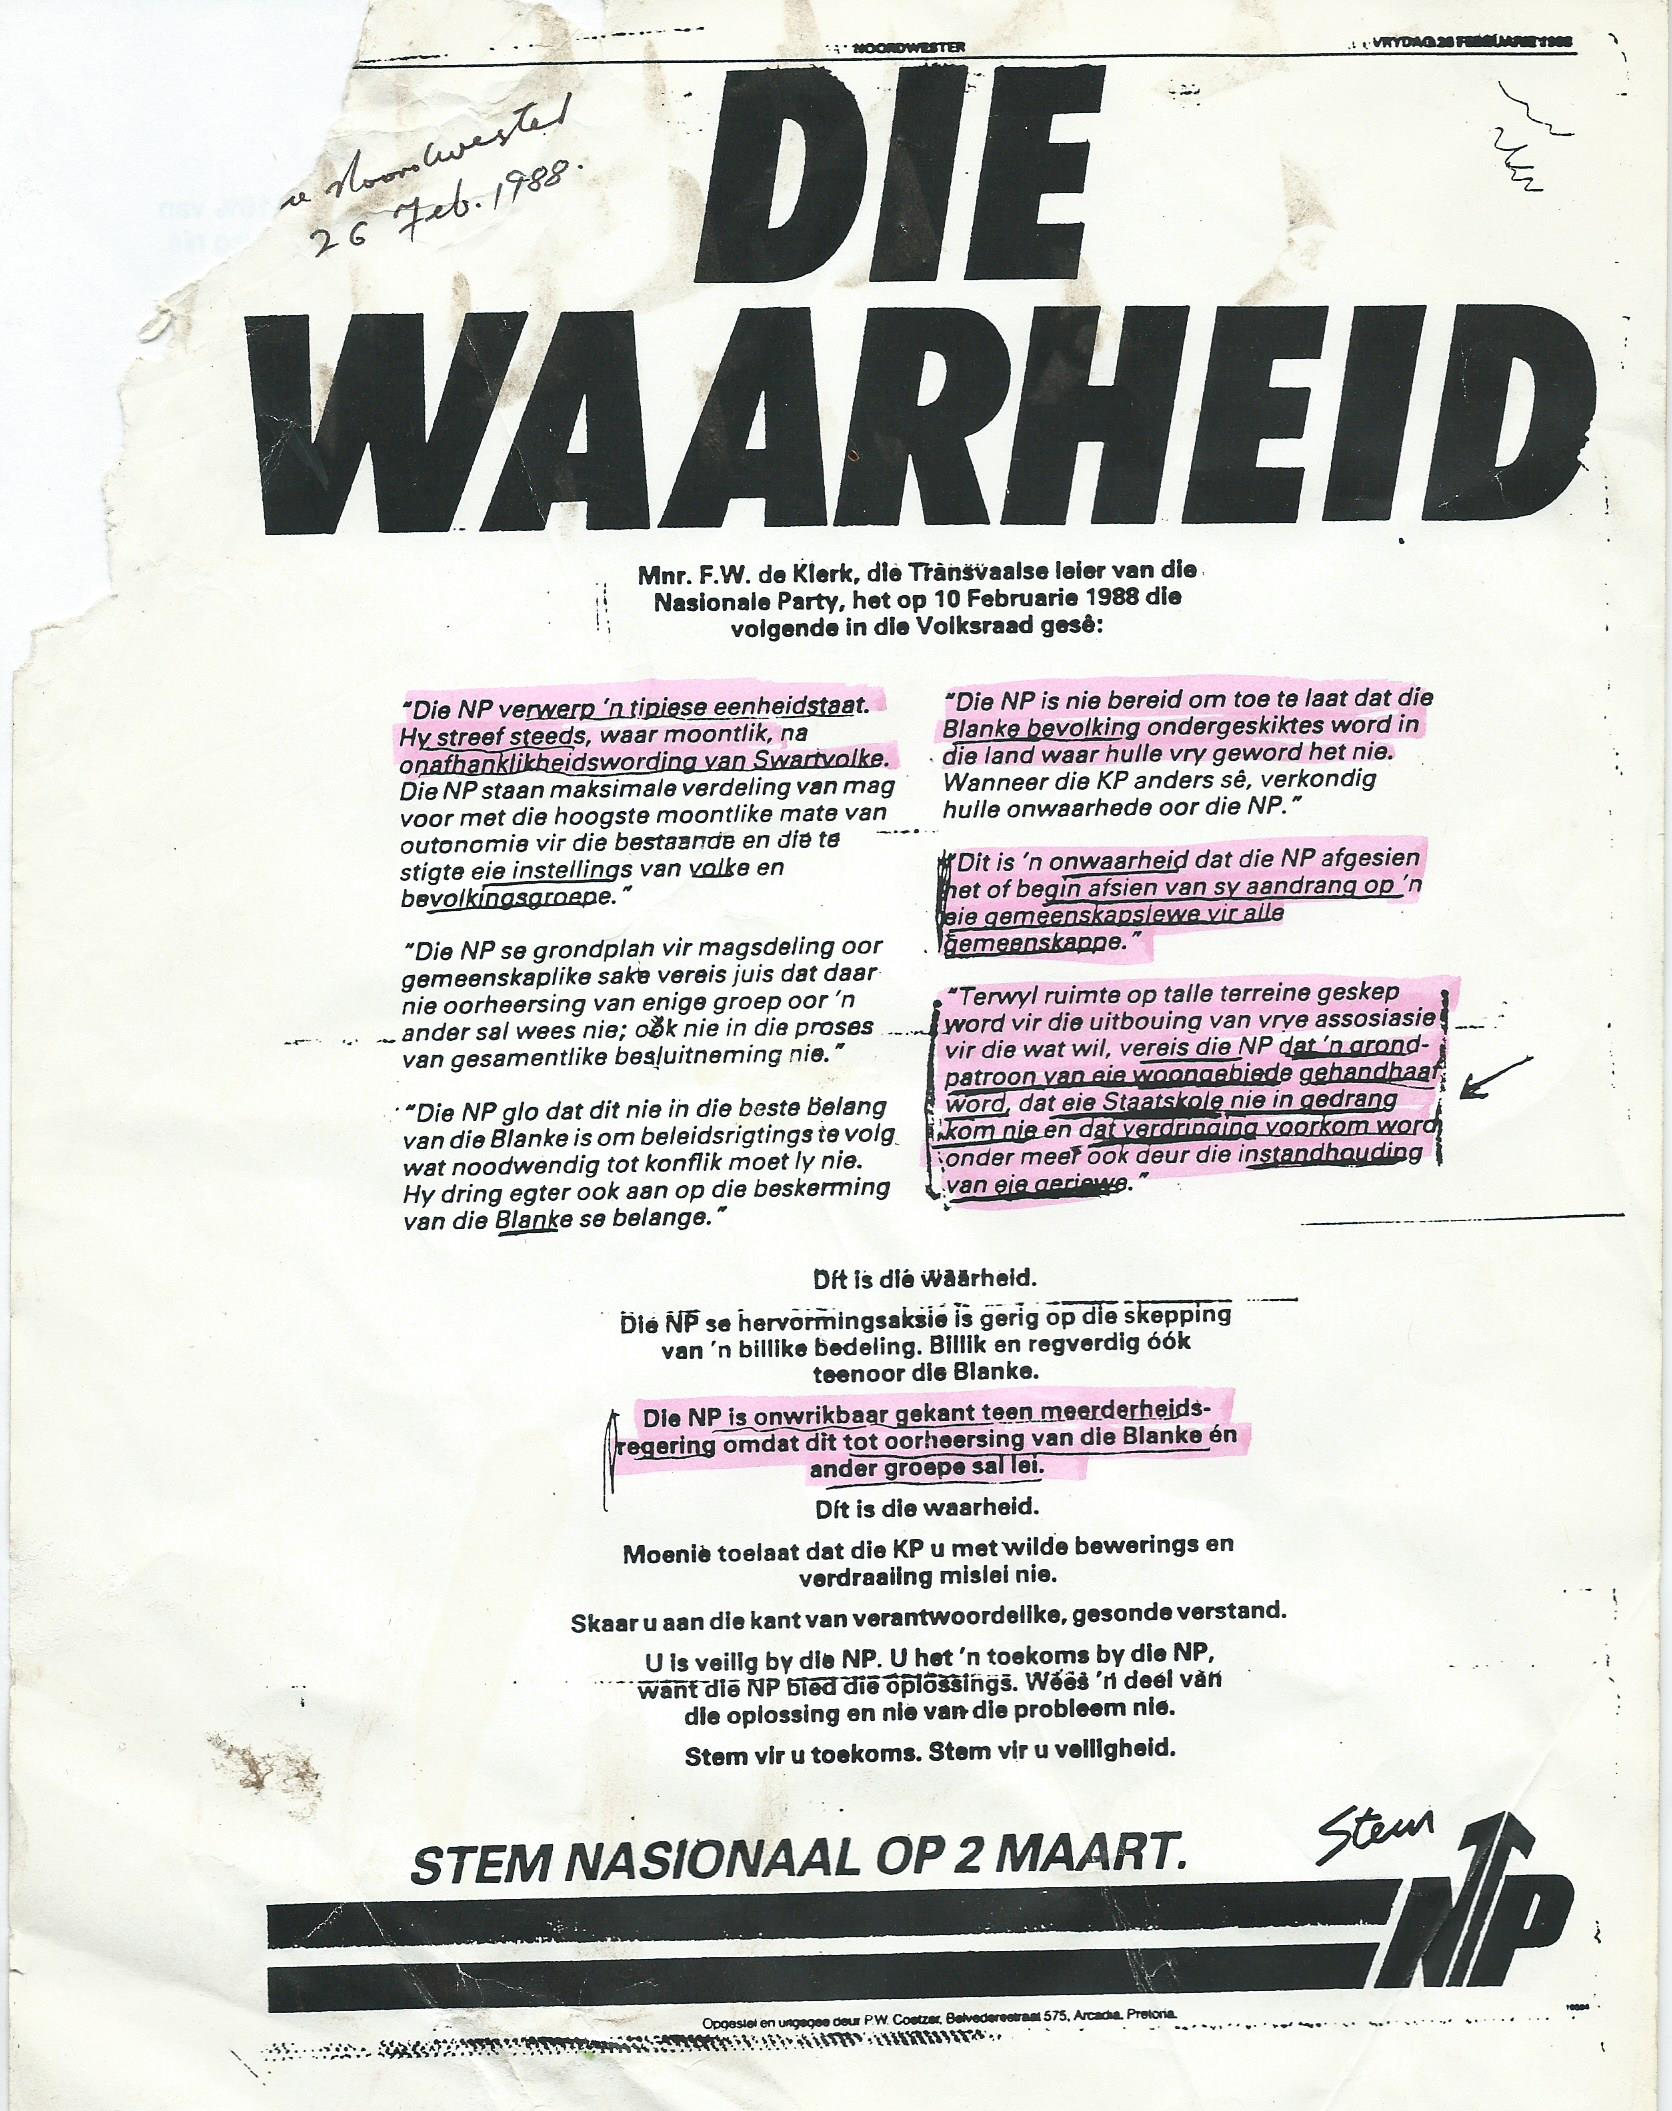 NOORDWESTER
VRYDAG 26 FEBRUARIE 1988
Noordwester
26 Feb. 1988.
DIE
WAARHEID
Mnr. F.W. de Klerk, die Transvaalse leier van die
Nasionale Party, het op 10 Februarie 1988 die
volgende in die Volksraad gesê:
"Die NP verwerp 'n tipiese eenheidstaat.
Hy streef steeds, waar moontlik, na
onafhanklikheidswording van Swartvolke.
Die NP staan maksimale verdeling van mag
voor met die hoogste moontlike mate van
outonomie vir die bestaande en die te
stigte eie instellings van volke en
bevolkingsgroepe."
"Die NP se grondplan vir magsdeling oor
gemeenskaplike sake vereis juis dat daar
nie oorheersing van enige groep oor 'n
ander sal wees nie; oók nie in die proses
van gesamentlike besluitneming nie."
"Die NP glo dat dit nie in die beste belang
van die Blanke is om beleidsrigtings te volg
wat noodwendig tot konflik moet ly nie.
Hy dring egter ook aan op die beskerming
van die Blanke se belange."
"Die NP is nie bereid om toe te laat dat die
Blanke bevolking ondergeskiktes word in
die land waar hulle vry geword het nie.
Wanneer die KP anders sê, verkondig
hulle onwaarhede oor die NP."
"Dit is 'n onwaarheid dat die NP afgesien
het of begin afsien van sy aandrang op 'n
eie gemeenskapslewe vir alle
gemeenskappe."
"Terwyl ruimte op talle terreine geskep
word vir die uitbouing van vrye assosiasie
vir die wat wil, vereis die NP dat 'n grond-
patroon van eie woongebiede gehandhaaf
word, dat eie Staatskole nie in gedrang
kom nie en dat verdringing voorkom word
onder meer ook deur die instandhouding
van eie geriewe."
Dít is die waarheid.
Die NP se hervormingsaksie is gerig op die skepping
van 'n billike bedeling. Billik en regverdig óók
teenoor die Blanke.
Die NP is onwrikbaar gekant teen meerderheids-
regering omdat dit tot oorheersing van die Blanke én
ander groepe sal lei.
Dít is die waarheid.
Moenie toelaat dat die KP u met wilde bewerings en
verdraaiing mislei nie.
Skaar u aan die kant van verantwoordelike, gesonde verstand.
U is veilig by die NP. U het 'n toekoms by die NP,
want die NP bied die oplossings. Wees 'n deel van
die oplossing en nie van die probleem nie.
Stem vir u toekoms. Stem vir u veiligheid.
STEM NASIONAAL OP 2 MAART.
Stem
NP
Opgestel en uitgegee deur P.W. Coetzer, Belvederestraat 575, Arcadia, Pretoria.